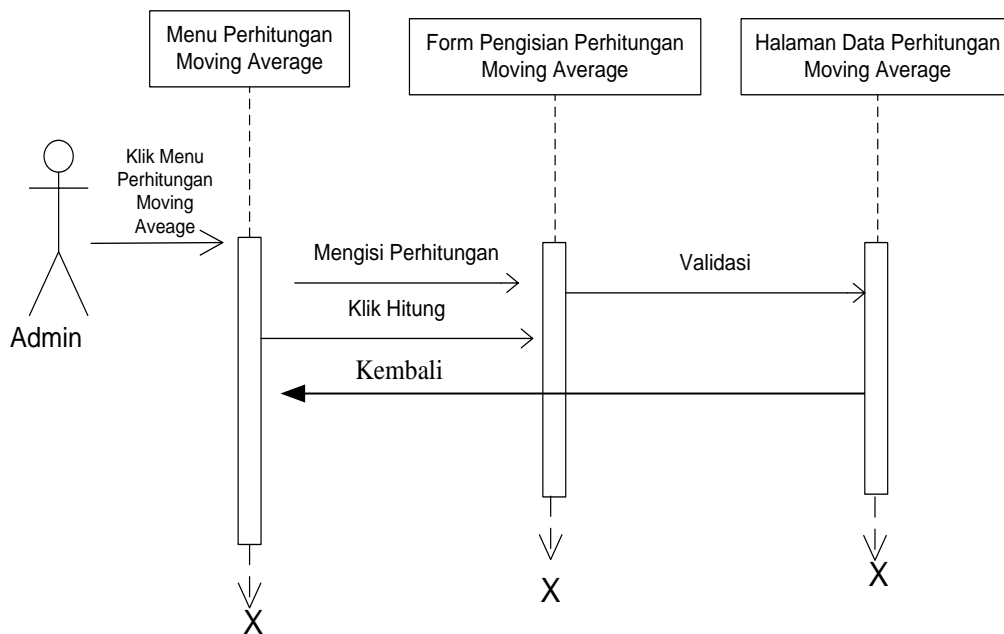 Menu Perhitungan
Moving Average
Form Pengisian Perhitungan
Moving Average
Halaman Data Perhitungan
Moving Average
Klik Menu
Perhitungan
Moving
Aveage
Admin
Mengisi Perhitungan
Validasi
Klik Hitung
Kembali
X
X
X